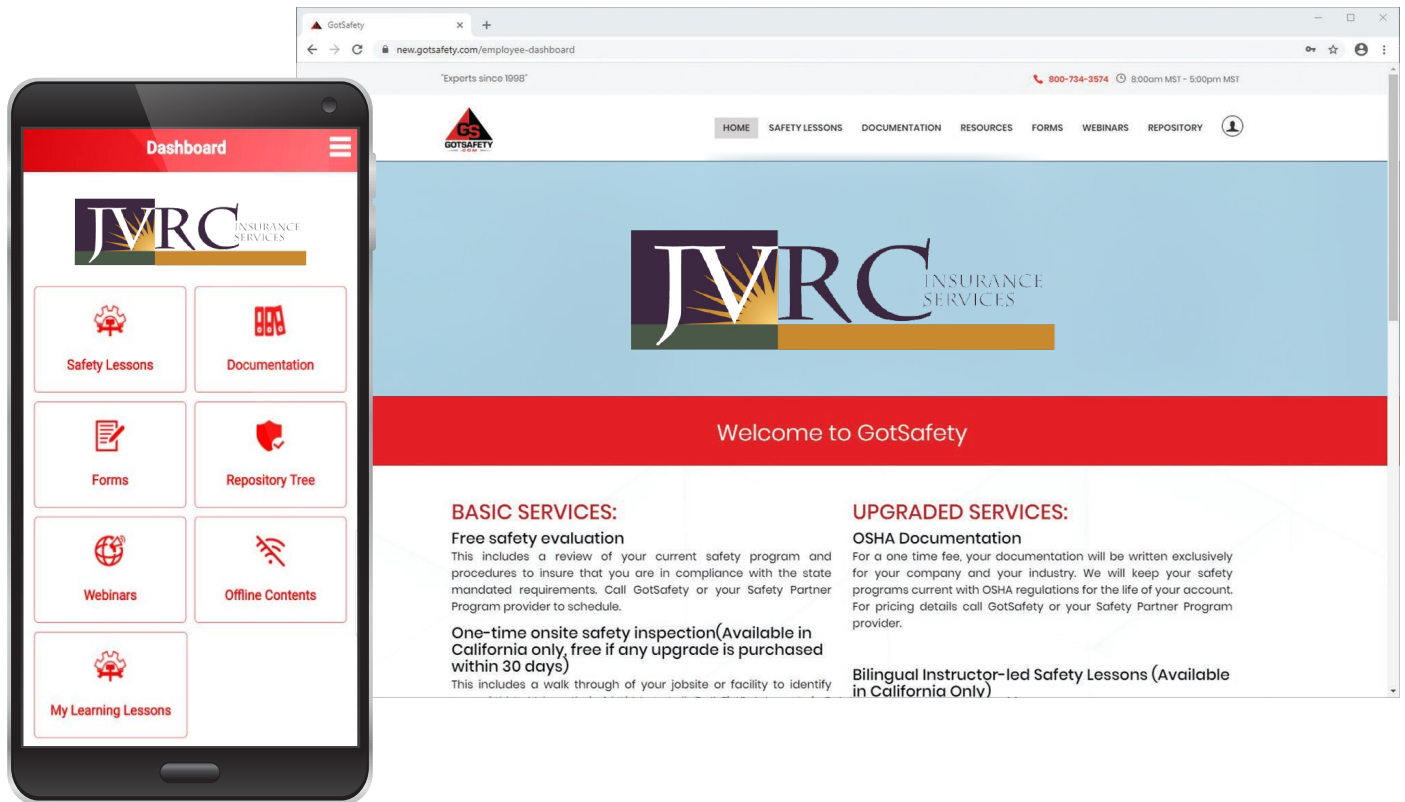 GotSafety
new.gotsafety.com/employee-dashboard
"Experts since 1998"
800-734-3574 8:00am MST - 5:00pm MST
GS
GOTSAFETY
.COM
HOME SAFETY LESSONS DOCUMENTATION RESOURCES FORMS WEBINARS REPOSITORY
JVRC INSURANCE
SERVICES
Welcome to GotSafety
BASIC SERVICES:
Free safety evaluation
This includes a review of your current safety program and
procedures to insure that you are in compliance with the state
mandated requirements. Call GotSafety or your Safety Partner
Program provider to schedule.
One-time onsite safety inspection(Available in
California only, free if any upgrade is purchased
within 30 days)
This includes a walk through of your jobsite or facility to identify
UPGRADED SERVICES:
OSHA Documentation
For a one time fee, your documentation will be written exclusively
for your company and your industry. We will keep your safety
programs current with OSHA regulations for the life of your account.
For pricing details call GotSafety or your Safety Partner Program
provider.
Bilingual Instructor-led Safety Lessons (Available
in California Only)
Dashboard
JVRC INSURANCE
SERVICES
Safety Lessons
Documentation
Forms
Repository Tree
Webinars
Offline Contents
My Learning Lessons